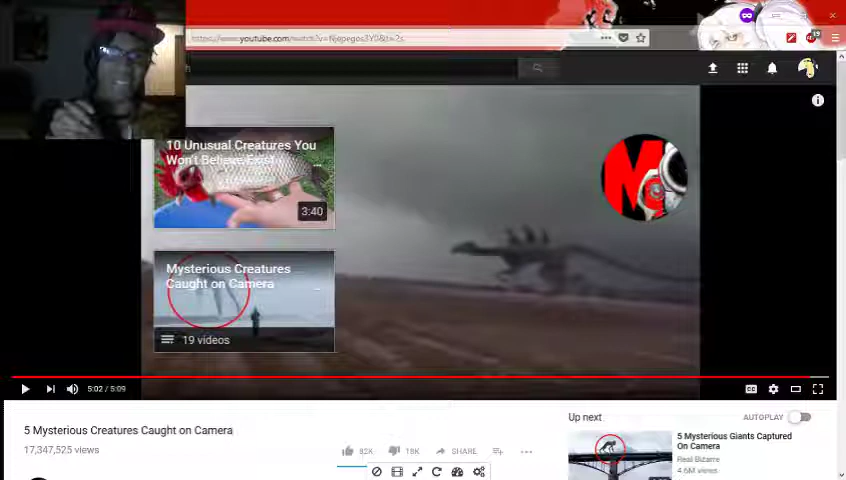 19
10 Unusual Creatures You
Won't Believe Exist
3:40
M
Mysterious Creatures
Caught on Camera
19 videos
5:02 / 5:09
CC
5 Mysterious Creatures Caught on Camera
17,347,525 views
82K
18K
SHARE
Up next
AUTOPLAY
5 Mysterious Giants Captured
On Camera
Real Bizarre
4.6M views